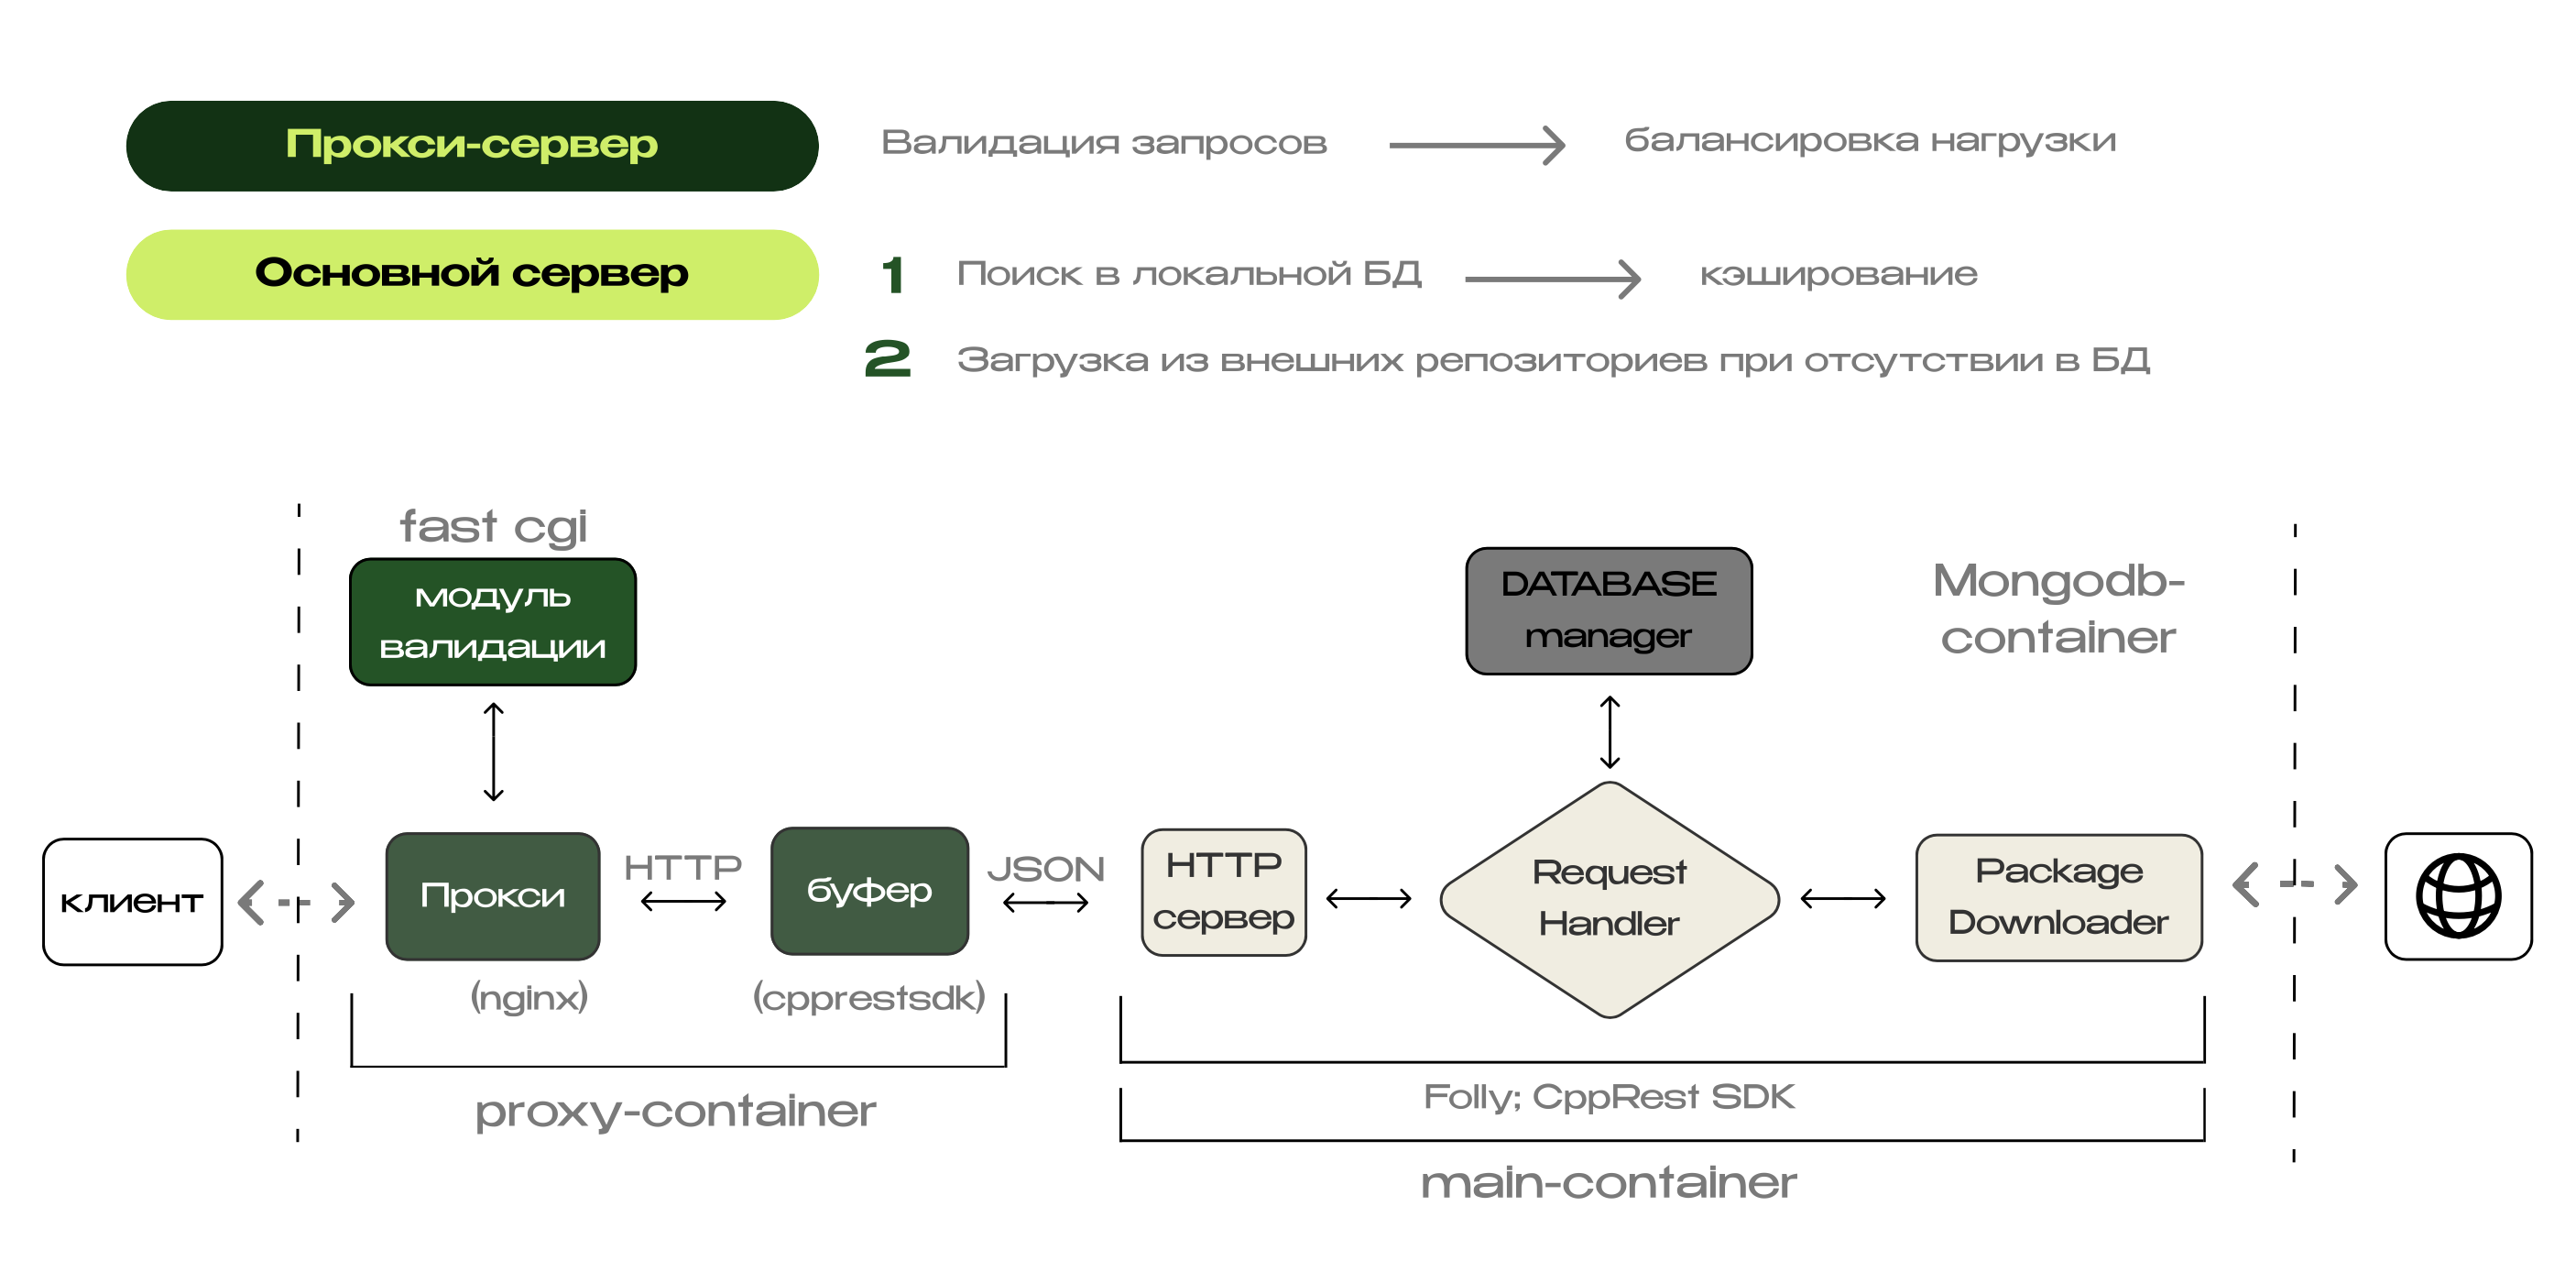 Прокси-сервер
Валидация запросов
балансировка нагрузки
Основной сервер
1 Поиск в локальной БД
кэширование
2 Загрузка из внешних репозиториев при отсутствии в БД
fast cgi
модуль
валидации
DATABASE
manager
Mongodb-
container
клиент
Прокси
HTTP
буфер
JSON
HTTP
сервер
Request
Handler
Package
Downloader
(nginx)
(cpprestsdk)
proxy-container
Folly; CppRest SDK
main-container